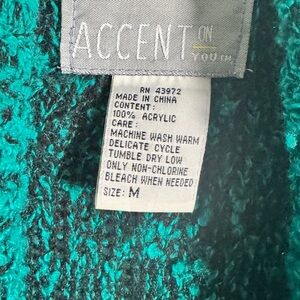 ACCENT ON
YOU
RN 43972
MADE IN CHINA
CONTENT:
100% ACRYLIC
CARE:
MACHINE WASH WARM
DELICATE CYCLE
TUMBLE DRY LOW
ONLY NON-CHLORINE
BLEACH WHEN NEEDED
SIZE: M